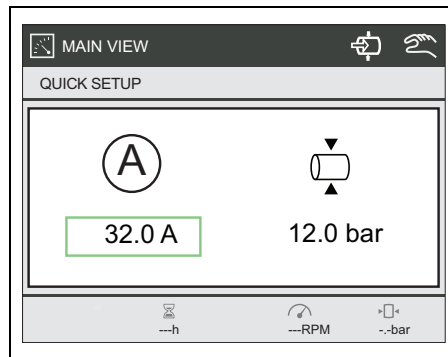 MAIN VIEW
QUICK SETUP
A
32.0 A
12.0 bar
---h
---RPM
-.-bar